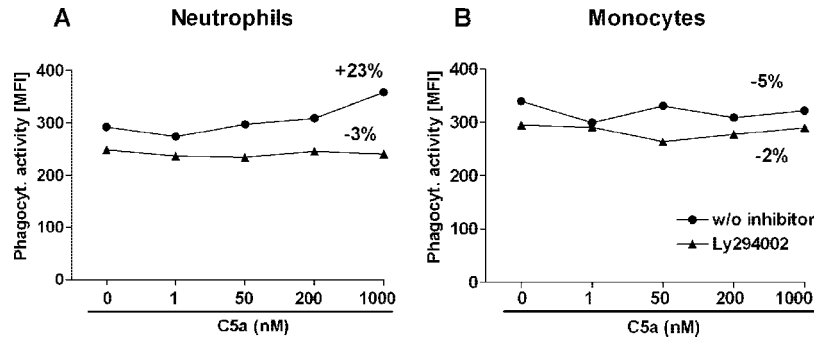 A Neutrophils
Phagocyt. activity [MFI]
400
300
200
100
0
+23%
-3%
0 1 50 200 1000
C5a (nM)
B Monocytes
Phagocyt. activity [MFI]
400
300
200
100
0
-5%
-2%
w/o inhibitor
Ly294002
0 1 50 200 1000
C5a (nM)